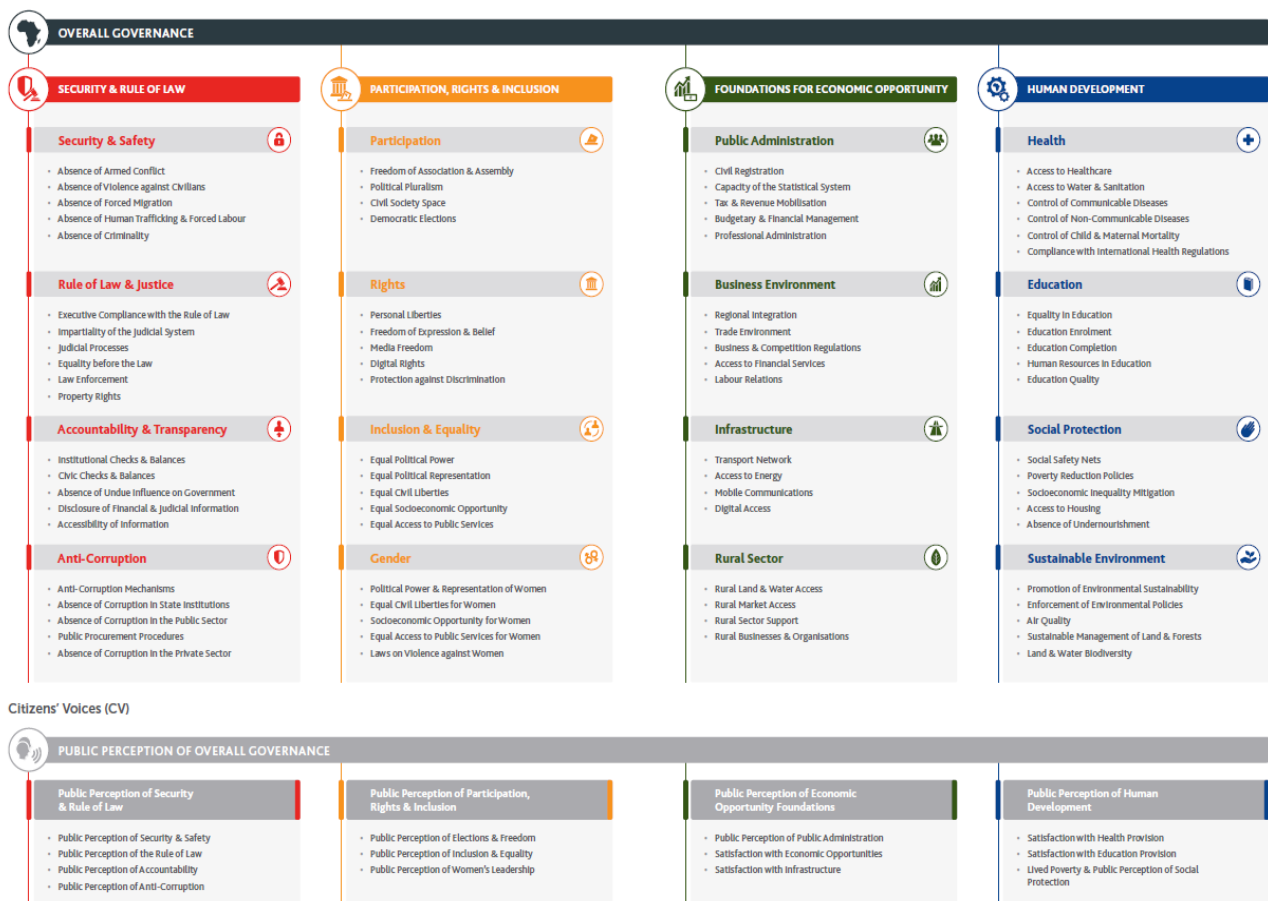 OVERALL GOVERNANCE
SECURITY & RULE OF LAW
Security & Safety
• Absence of Armed Conflict
• Absence of Violence against Civilians
• Absence of Forced Migration
• Absence of Human Trafficking & Forced Labour
• Absence of Criminality
Rule of Law & Justice
• Executive Compliance with the Rule of Law
• Impartiality of the Judicial System
• Judicial Processes
• Equality before the Law
• Law Enforcement
• Property Rights
Accountability & Transparency
• Institutional Checks & Balances
• Civic Checks & Balances
• Absence of Undue Influence on Government
• Disclosure of Financial & Judicial Information
• Accessibility of Information
Anti-Corruption
• Anti-Corruption Mechanisms
• Absence of Corruption in State Institutions
• Absence of Corruption in the Public Sector
• Public Procurement Procedures
• Absence of Corruption in the Private Sector
PARTICIPATION, RIGHTS & INCLUSION
Participation
• Freedom of Association & Assembly
• Political Pluralism
• Civil Society Space
• Democratic Elections
Rights
• Personal Liberties
• Freedom of Expression & Belief
• Media Freedom
• Digital Rights
• Protection against Discrimination
Inclusion & Equality
• Equal Political Power
• Equal Political Representation
• Equal Civil Liberties
• Equal Socioeconomic Opportunity
• Equal Access to Public Services
Gender
• Political Power & Representation of Women
• Equal Civil Liberties for Women
• Socioeconomic Opportunity for Women
• Equal Access to Public Services for Women
• Laws on Violence against Women
FOUNDATIONS FOR ECONOMIC OPPORTUNITY
Public Administration
• Civil Registration
• Capacity of the Statistical System
• Tax & Revenue Mobilisation
• Budgetary & Financial Management
• Professional Administration
Business Environment
• Regional Integration
• Trade Environment
• Business & Competition Regulations
• Access to Financial Services
• Labour Relations
Infrastructure
• Transport Network
• Access to Energy
• Mobile Communications
• Digital Access
Rural Sector
• Rural Land & Water Access
• Rural Market Access
• Rural Sector Support
• Rural Businesses & Organisations
HUMAN DEVELOPMENT
Health
• Access to Healthcare
• Access to Water & Sanitation
• Control of Communicable Diseases
• Control of Non-Communicable Diseases
• Control of Child & Maternal Mortality
• Compliance with International Health Regulations
Education
• Equality in Education
• Education Enrolment
• Education Completion
• Human Resources in Education
• Education Quality
Social Protection
• Social Safety Nets
• Poverty Reduction Policies
• Socioeconomic Inequality Mitigation
• Access to Housing
• Absence of Undernourishment
Sustainable Environment
• Promotion of Environmental Sustainability
• Enforcement of Environmental Policies
• Air Quality
• Sustainable Management of Land & Forests
• Land & Water Biodiversity
Citizens' Voices (CV)
PUBLIC PERCEPTION OF OVERALL GOVERNANCE
Public Perception of Security
& Rule of Law
• Public Perception of Security & Safety
• Public Perception of the Rule of Law
• Public Perception of Accountability
• Public Perception of Anti-Corruption
Public Perception of Participation,
Rights & Inclusion
• Public Perception of Elections & Freedom
• Public Perception of Inclusion & Equality
• Public Perception of Women's Leadership
Public Perception of Economic
Opportunity Foundations
• Public Perception of Public Administration
• Satisfaction with Economic Opportunities
• Satisfaction with Infrastructure
Public Perception of Human
Development
• Satisfaction with Health Provision
• Satisfaction with Education Provision
• Lived Poverty & Public Perception of Social
Protection